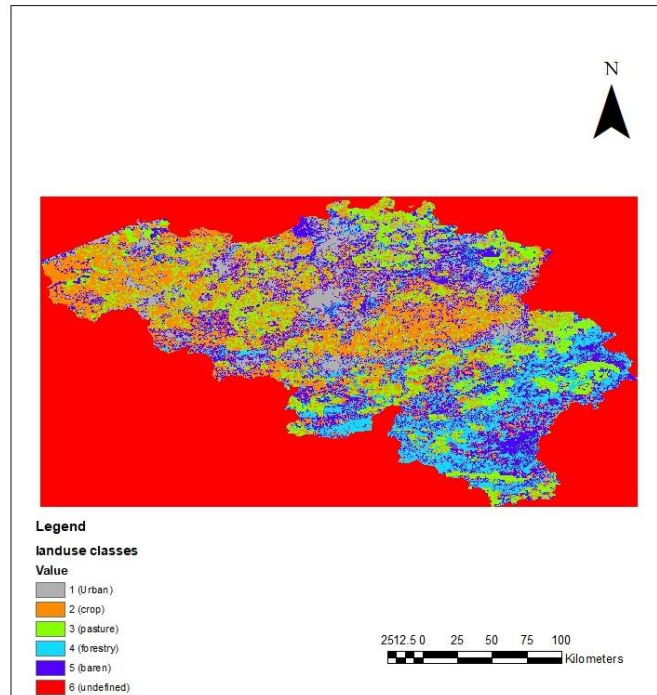 N
Legend
landuse classes
Value
1 (Urban)
2 (crop)
3 (pasture)
4 (forestry)
5 (baren)
6 (undefined)
2512.5 0 25 50 75 100
Kilometers